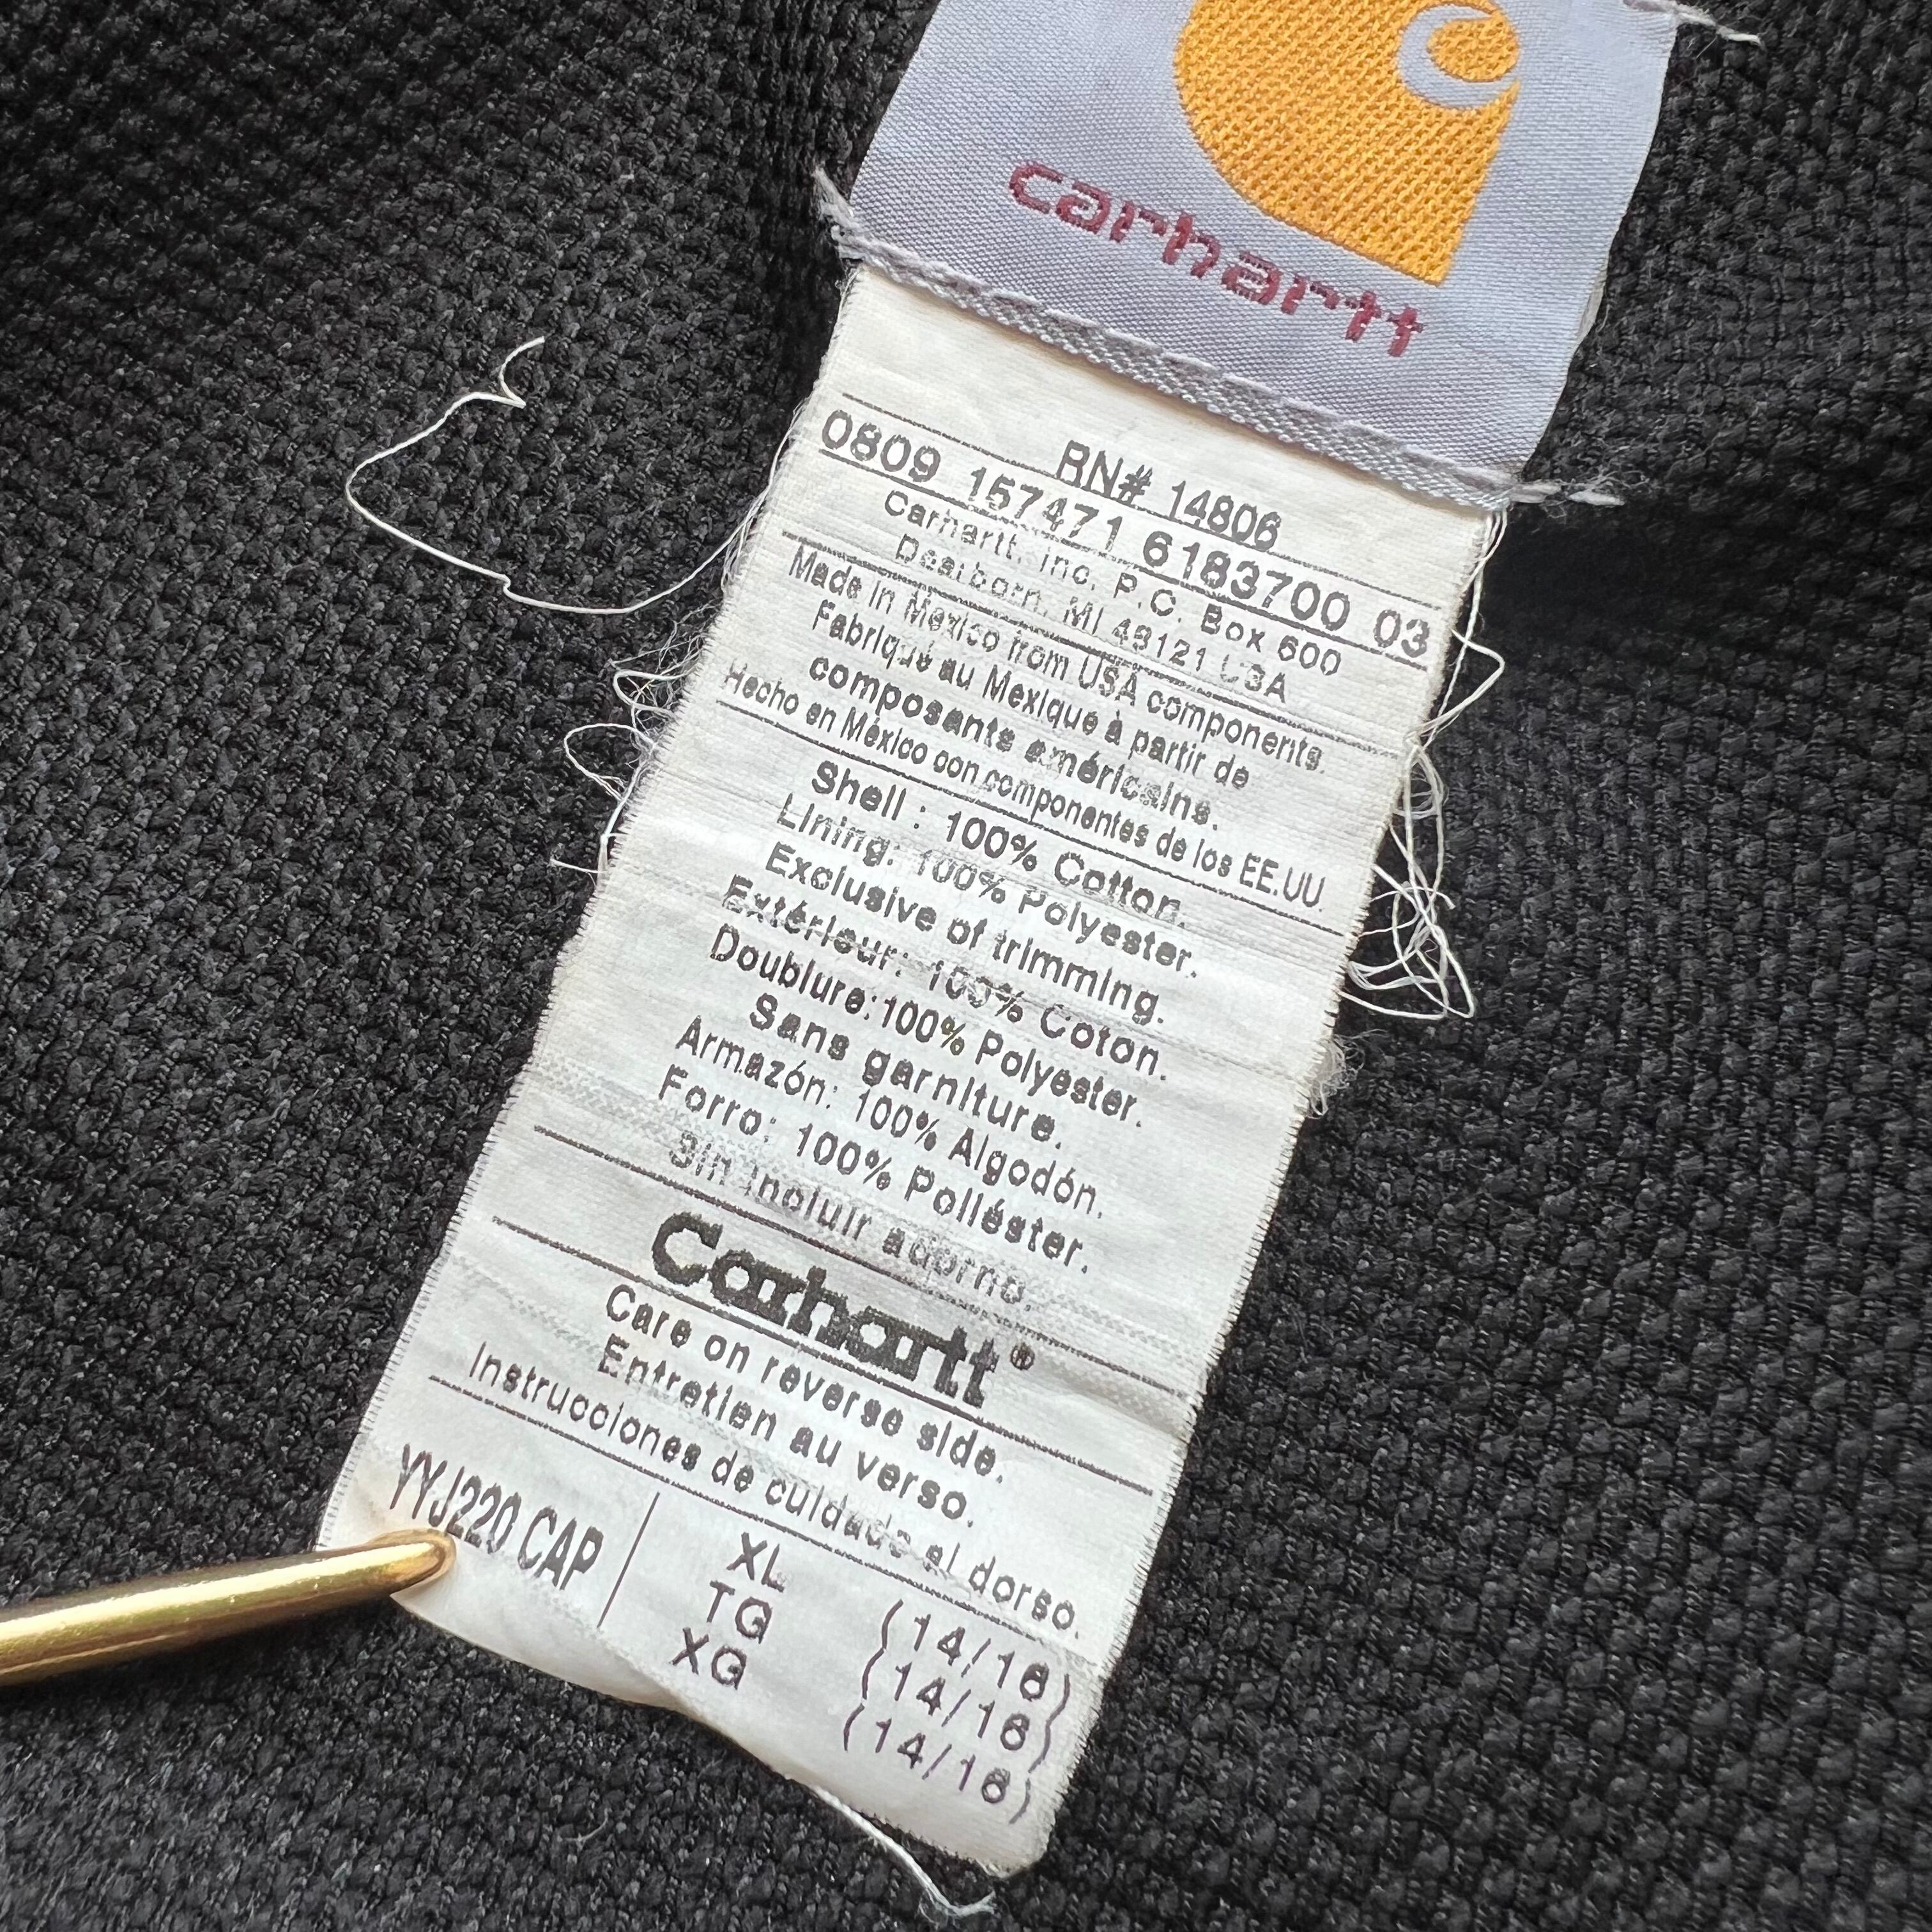 carhartt
RN# 14806
0809 157471 6183700 03
Carhartt, Inc. P.O. Box 600
Dearborn, MI 48121 USA
Made in Mexico from USA components.
Fabriqué au Mexique à partir de
composants américains.
Hecho en México con componentes de los EE.UU.
Shell : 100% Cotton.
Lining: 100% Polyester.
Exclusive of trimming.
Extérieur: 100% Coton.
Doublure:100% Polyester.
Sans garniture.
Armazón: 100% Algodón.
Forro: 100% Poliéster.
Sin incluir adorno.
Carhartt®
Care on reverse side.
Entretien au verso.
Instrucciones de cuidado al dorso.
YYJ220 CAP
XL (14/16)
TG (14/16)
XG (14/16)